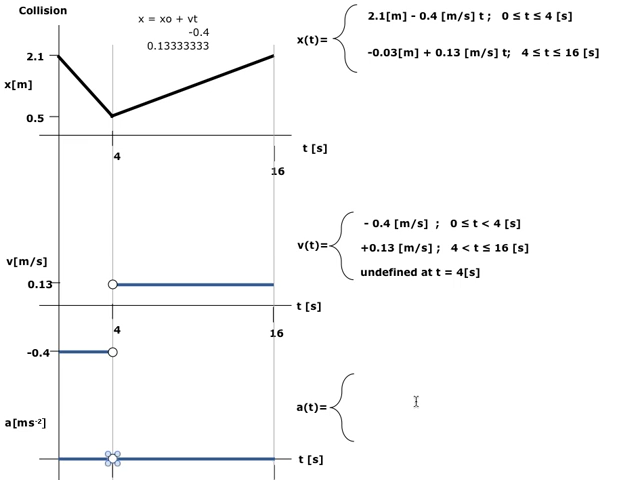 Collision
x = xo + vt
-0.4
0.13333333
2.1
x[m]
0.5
4
16
t [s]
x(t)=
2.1[m] - 0.4 [m/s] t ; 0 ≤ t ≤ 4 [s]
-0.03[m] + 0.13 [m/s] t; 4 ≤ t ≤ 16 [s]
v[m/s]
0.13
t [s]
4
16
-0.4
v(t)=
- 0.4 [m/s] ; 0 ≤ t < 4 [s]
+0.13 [m/s] ; 4 < t ≤ 16 [s]
undefined at t = 4[s]
a[ms-2]
t [s]
a(t)=